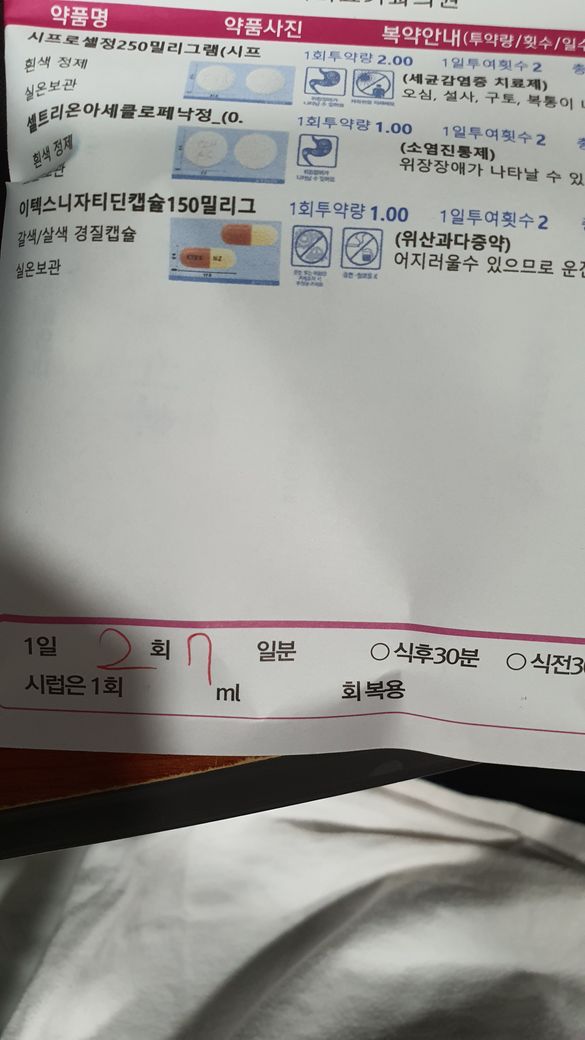 약품명 약품사진 복약안내(투약량/횟수/일수
시프로셀정250밀리그램(시프 1회투약량 2.00 1일투여횟수 2
흰색 정제 (세균감염증 치료제)
실온보관 오심, 설사, 구토, 복통이
셀트리온아세클로페낙정_(0. 1회투약량 1.00 1일투여횟수 2
흰색 정제 (소염진통제)
위장장애가 나타날 수 있
이텍스니자티딘캡슐150밀리그 1회투약량 1.00 1일투여횟수 2
갈색/살색 경질캡슐 (위산과다증약)
실온보관 어지러울수 있으므로 운전
1일 2 회 7 일분 ○식후30분 ○식전30
시럽은 1회 ml 회 복용